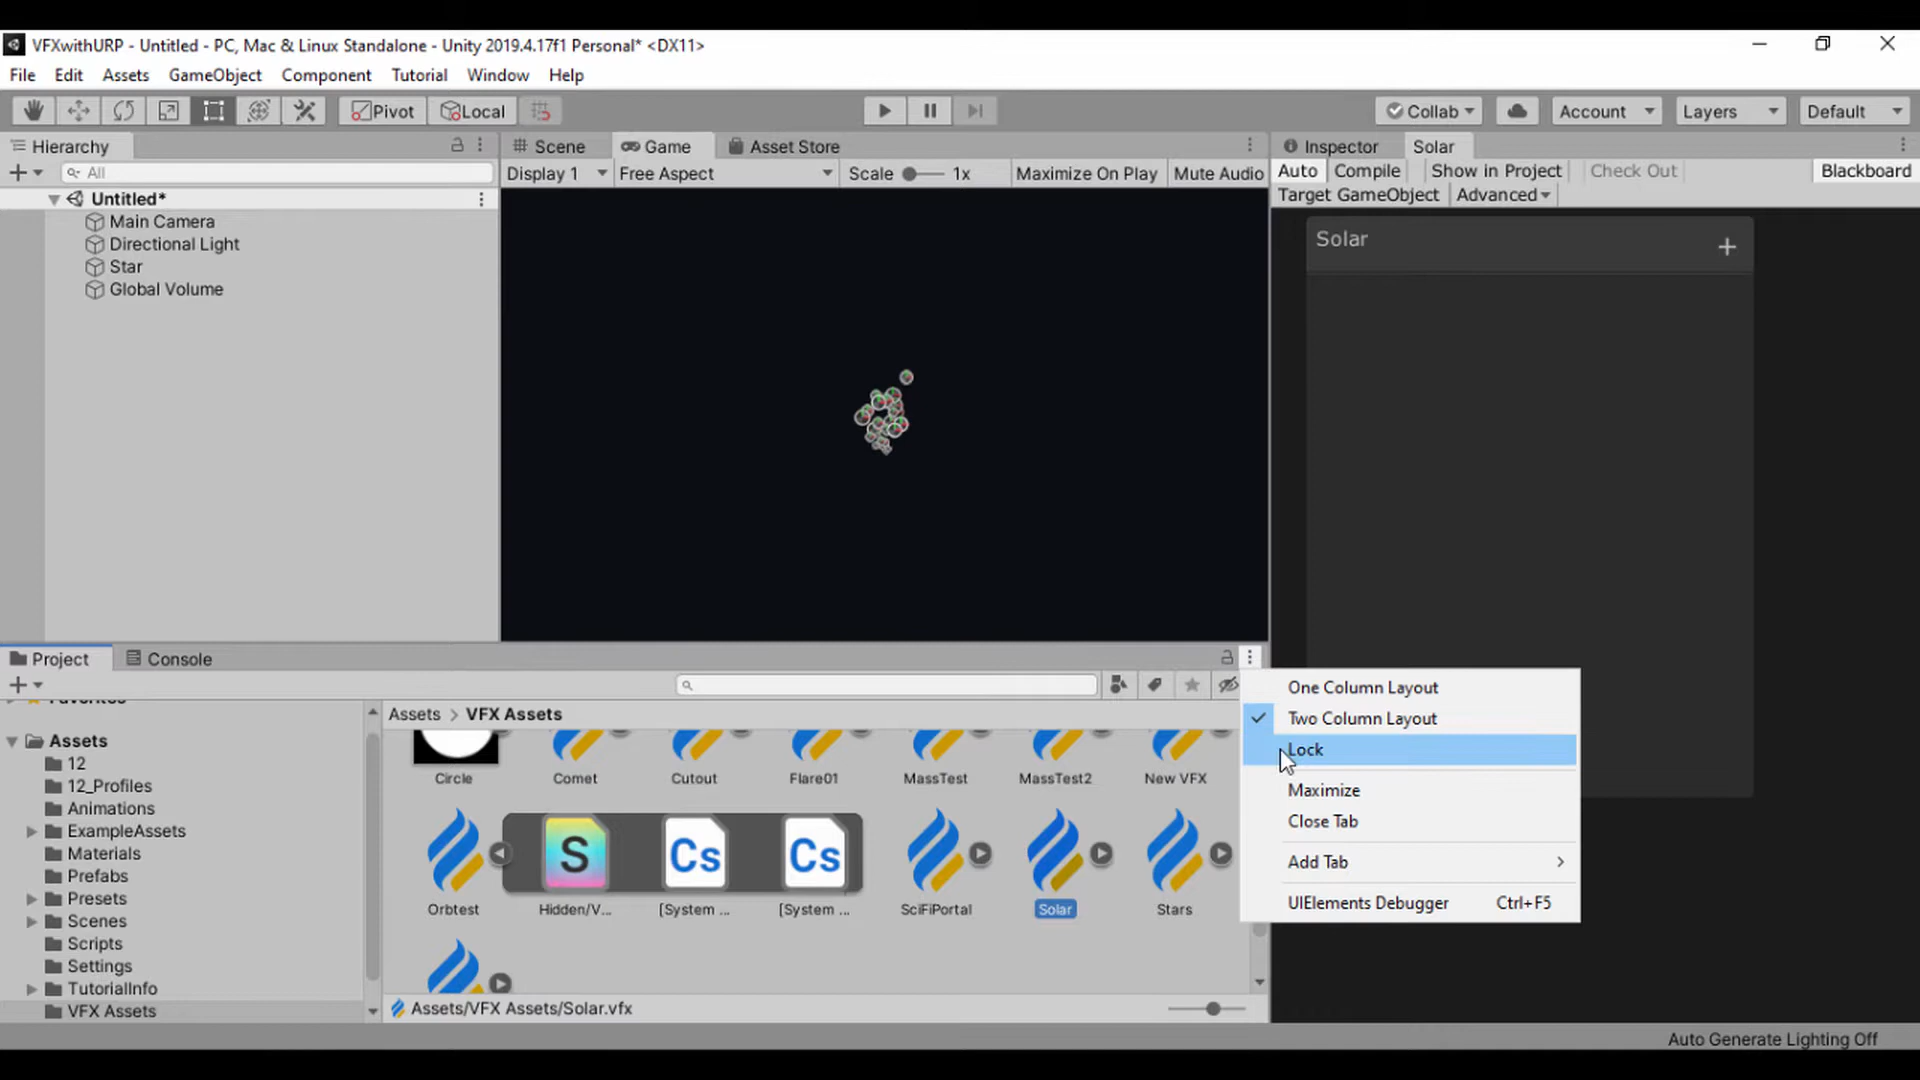 VFXwithURP - Untitled - PC, Mac & Linux Standalone - Unity 2019.4.17f1 Personal* <DX11>
File Edit Assets GameObject Component Tutorial Window Help
Pivot Local Collab Account Layers Default
Hierarchy
All
Untitled*
Main Camera
Directional Light
Star
Global Volume
Scene Game Asset Store
Display 1 Free Aspect Scale 1x Maximize On Play Mute Audio
Inspector Solar
Auto Compile Show in Project Check Out Blackboard
Target GameObject Advanced
Solar
Project Console
Assets
12
12_Profiles
Animations
ExampleAssets
Materials
Prefabs
Presets
Scenes
Scripts
Settings
TutorialInfo
VFX Assets
Assets > VFX Assets
Circle Comet Cutout Flare01 MassTest MassTest2 New VFX
S Cs Cs
Orbtest Hidden/V... [System ... [System ... SciFiPortal Solar Stars
Assets/VFX Assets/Solar.vfx
One Column Layout
Two Column Layout
Lock
Maximize
Close Tab
Add Tab
UIElements Debugger Ctrl+F5
Auto Generate Lighting Off